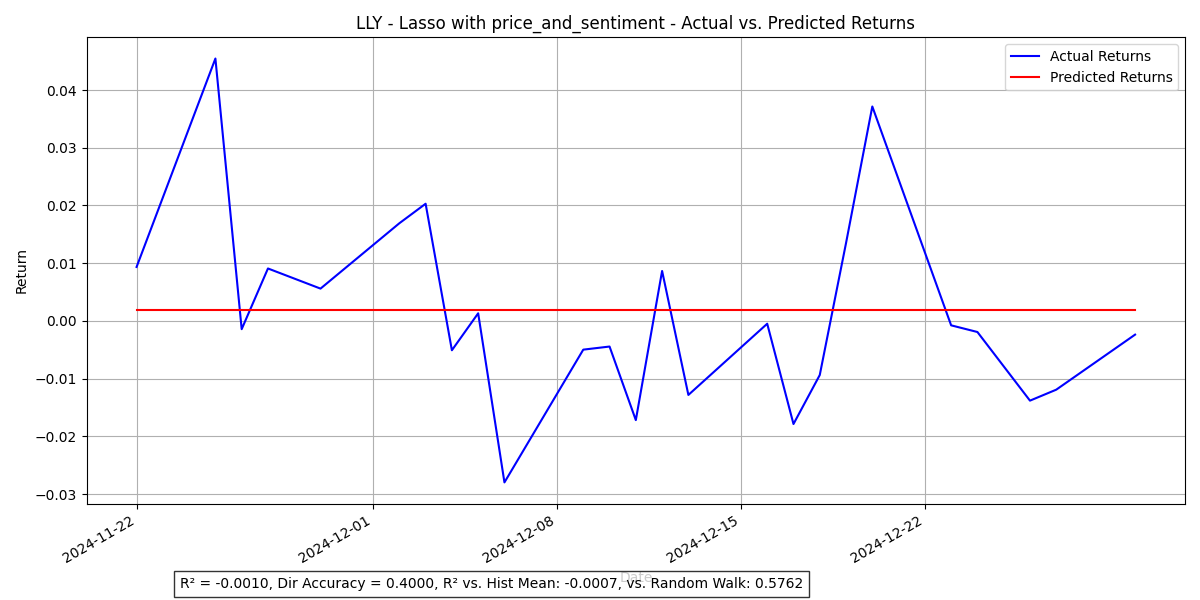 LLY - Lasso with price_and_sentiment - Actual vs. Predicted Returns
Actual Returns
Predicted Returns
0.04
0.03
0.02
0.01
0.00
−0.01
−0.02
−0.03
Return
2024-11-22
2024-12-01
2024-12-08
2024-12-15
2024-12-22
Date
R² = -0.0010, Dir Accuracy = 0.4000, R² vs. Hist Mean: -0.0007, vs. Random Walk: 0.5762